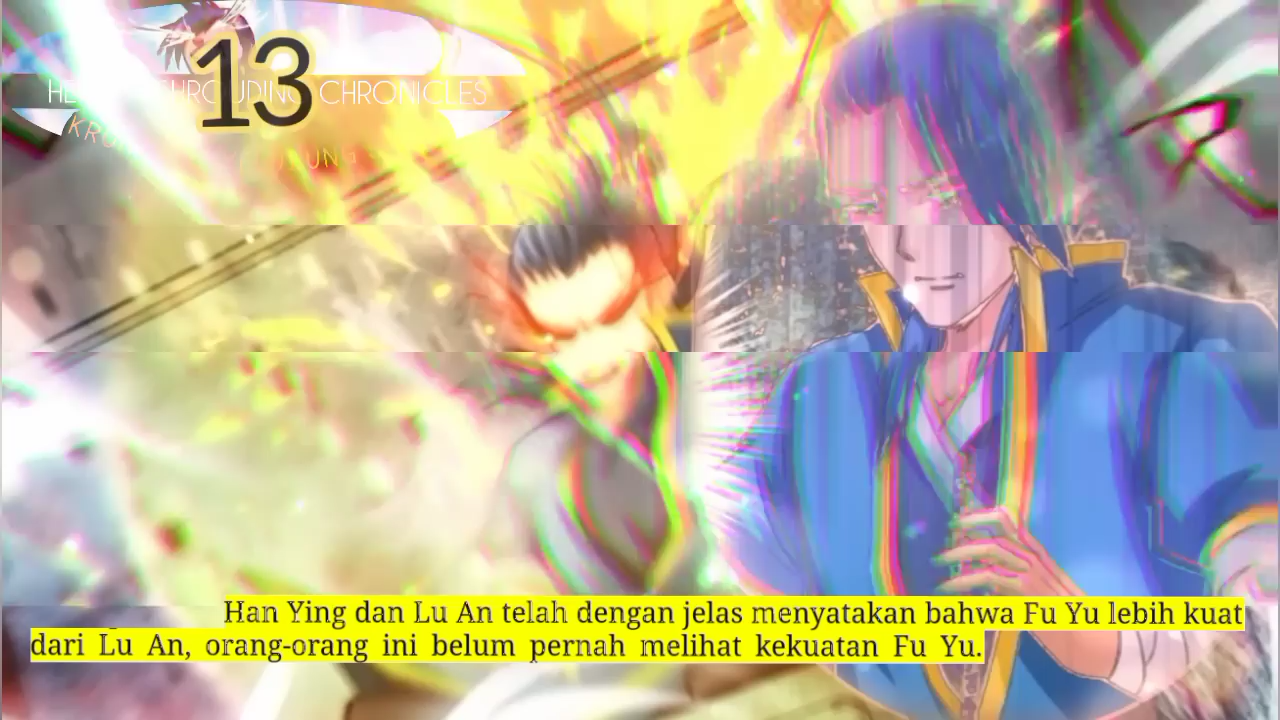 13
CHRONICLES
Han Ying dan Lu An telah dengan jelas menyatakan bahwa Fu Yu lebih kuat
dari Lu An, orang-orang ini belum pernah melihat kekuatan Fu Yu.